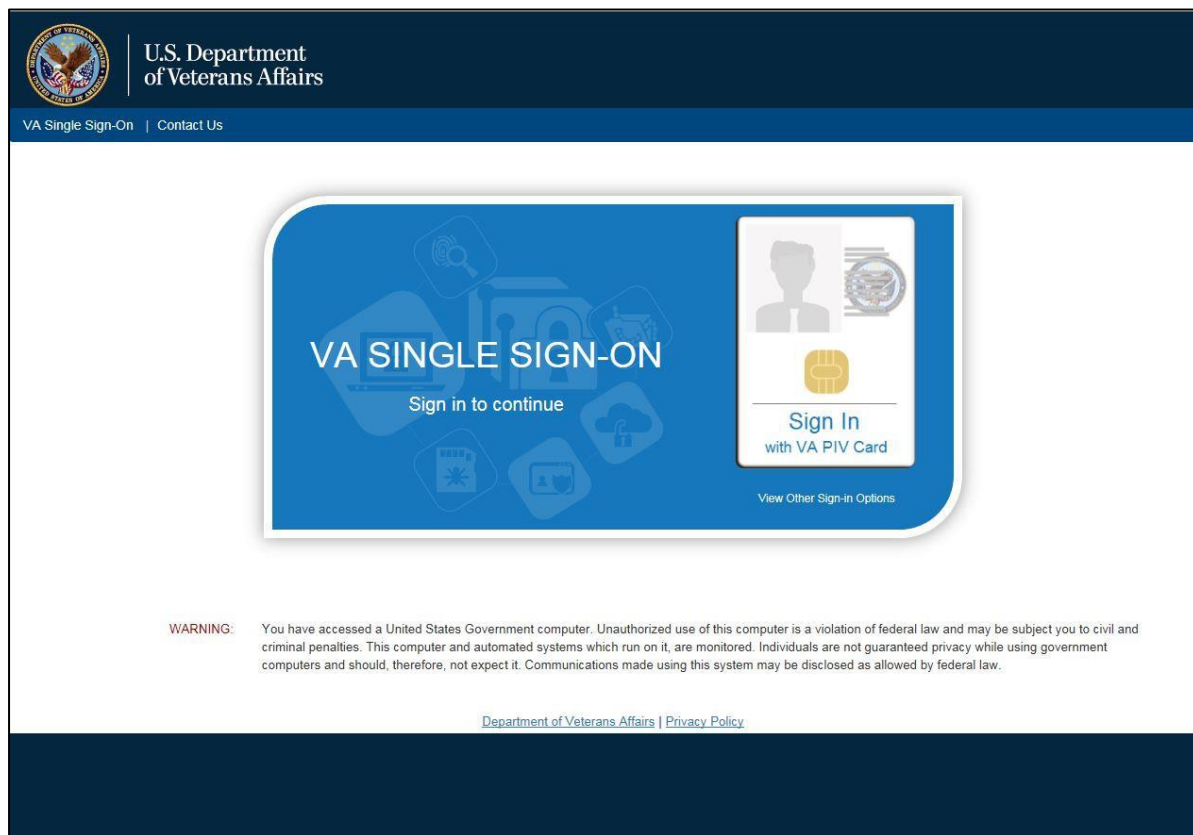 U.S. Department
of Veterans Affairs
VA Single Sign-On | Contact Us
VA SINGLE SIGN-ON
Sign in to continue
Sign In
with VA PIV Card
View Other Sign-in Options
WARNING: You have accessed a United States Government computer. Unauthorized use of this computer is a violation of federal law and may be subject you to civil and
criminal penalties. This computer and automated systems which run on it, are monitored. Individuals are not guaranteed privacy while using government
computers and should, therefore, not expect it. Communications made using this system may be disclosed as allowed by federal law.
Department of Veterans Affairs | Privacy Policy